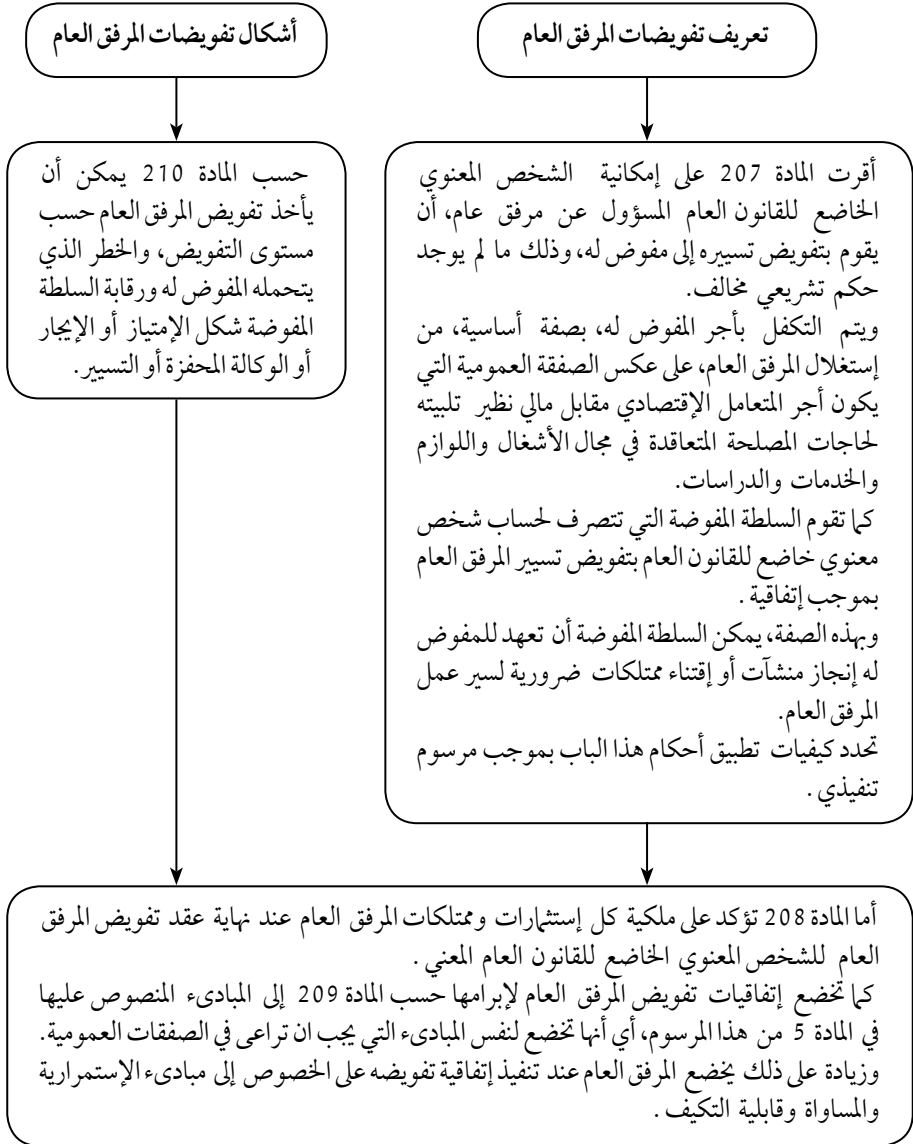 تعريف تفويضات المرفق العام
أقرت المادة 207 على إمكانية الشخص المعنوي
الخاضع للقانون العام المسؤول عن مرفق عام، أن
يقوم بتفويض تسييره إلى مفوض له، وذلك ما لم يوجد
حكم تشريعي مخالف.
ويتم التكفل بأجر المفوض له، بصفة أساسية، من
إستغلال المرفق العام، على عكس الصفقة العمومية التي
يكون أجر المتعامل الإقتصادي مقابل مالي نظير تلبيته
لحاجات المصلحة المتعاقدة في مجال الأشغال واللوازم
والخدمات والدراسات.
كما تقوم السلطة المفوضة التي تتصرف لحساب شخص
معنوي خاضع للقانون العام بتفويض تسيير المرفق العام
بموجب إتفاقية .
وبهذه الصفة، يمكن السلطة المفوضة أن تعهد للمفوض
له إنجاز منشآت أو إقتناء ممتلكات ضرورية لسير عمل
المرفق العام.
تحدد كيفيات تطبيق أحكام هذا الباب بموجب مرسوم
تنفيذي .
أشكال تفويضات المرفق العام
حسب المادة 210 يمكن أن
يأخذ تفويض المرفق العام حسب
مستوى التفويض، والخطر الذي
يتحمله المفوض له ورقابة السلطة
المفوضة شكل الإمتياز أو الإيجار
أو الوكالة المحفزة أو التسيير.
أما المادة 208 تؤكد على ملكية كل إستثمارات وممتلكات المرفق العام عند نهاية عقد تفويض المرفق
العام للشخص المعنوي الخاضع للقانون العام المعني .
كما تخضع إتفاقيات تفويض المرفق العام لإبرامها حسب المادة 209 إلى المبادىء المنصوص عليها
في المادة 5 من هذا المرسوم، أي أنها تخضع لنفس المبادىء التي يجب ان تراعى في الصفقات العمومية.
وزيادة على ذلك يخضع المرفق العام عند تنفيذ إتفاقية تفويضه على الخصوص إلى مبادىء الإستمرارية
والمساواة وقابلية التكيف .